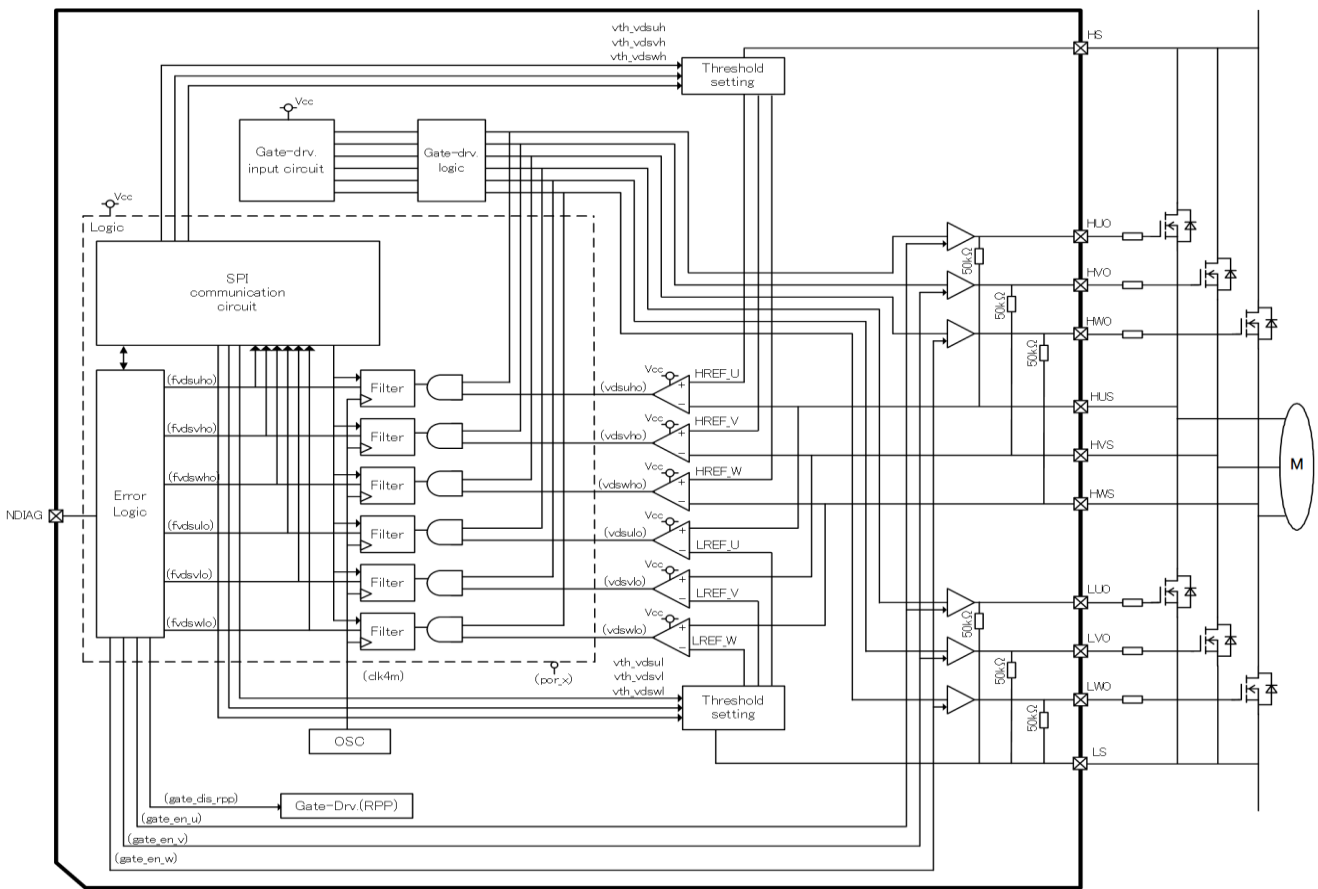 vth_vdsuh
vth_vdsvh
vth_vdswh
Threshold
setting
HS
Vcc
Gate-drv.
input circuit
Gate-drv.
logic
Vcc
Logic
SPI
communication
circuit
50kΩ
HUO
50kΩ
HVO
50kΩ
HWO
(fvdsuho)
Filter
(vdsuho)
Vcc
+
−
HREF_U
HUS
(fvdsvho)
Filter
(vdsvho)
Vcc
+
−
HREF_V
HVS
(fvdswho)
Filter
(vdswho)
Vcc
+
−
HREF_W
HWS
M
Error
Logic
NDIAG
(fvdsulo)
Filter
(vdsulo)
Vcc
+
−
LREF_U
(fvdsvlo)
Filter
(vdsvlo)
Vcc
+
−
LREF_V
50kΩ
LUO
(fvdswlo)
Filter
(vdswlo)
Vcc
+
−
LREF_W
50kΩ
LVO
(clk4m)
(por_x)
vth_vdsul
vth_vdsvl
vth_vdswl
Threshold
setting
50kΩ
LWO
OSC
LS
(gate_dis_rpp)
Gate-Drv.(RPP)
(gate_en_u)
(gate_en_v)
(gate_en_w)